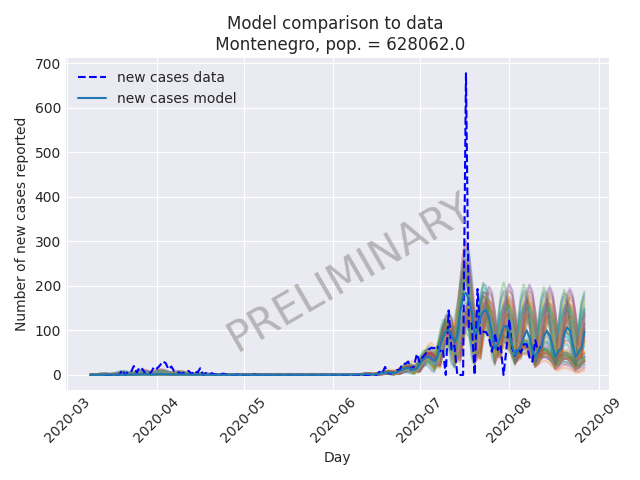 Model comparison to data
Montenegro, pop. = 628062.0
700
600
500
400
300
200
100
0
Number of new cases reported
new cases data
new cases model
PRELIMINARY
2020-03
2020-04
2020-05
2020-06
2020-07
2020-08
2020-09
Day